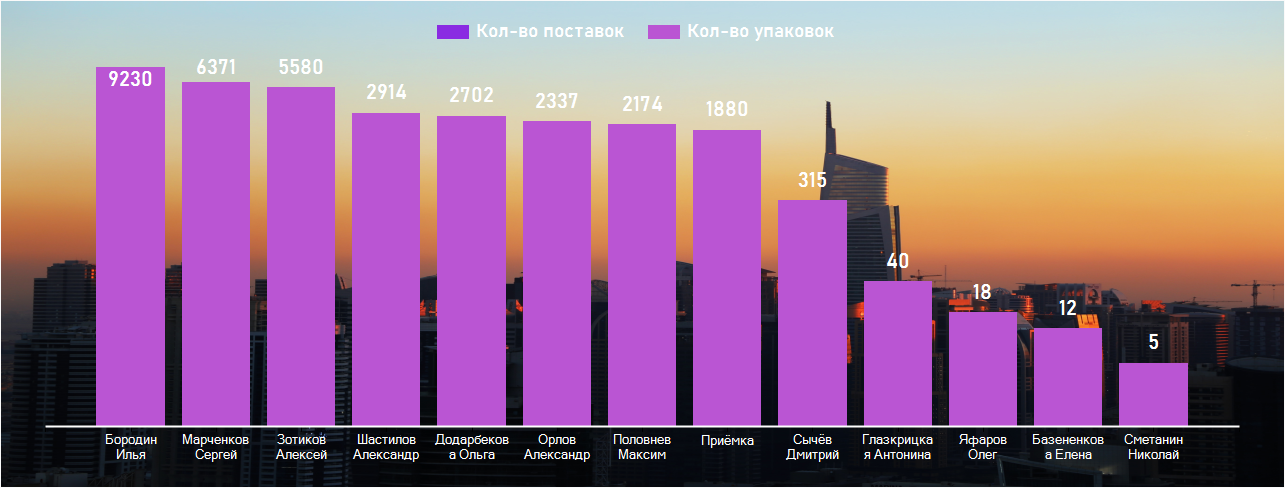 Кол-во поставок Кол-во упаковок
9230 6371 5580 2914 2702 2337 2174 1880 315 40 18 12 5
Бородин Марченков Зотиков Шастилов Додарбеков Орлов Половнев Приёмка Сычёв Глазкрицка Яфаров Базененков Сметанин
Илья Сергей Алексей Александр а Ольга Александр Максим Дмитрий я Антонина Олег а Елена Николай